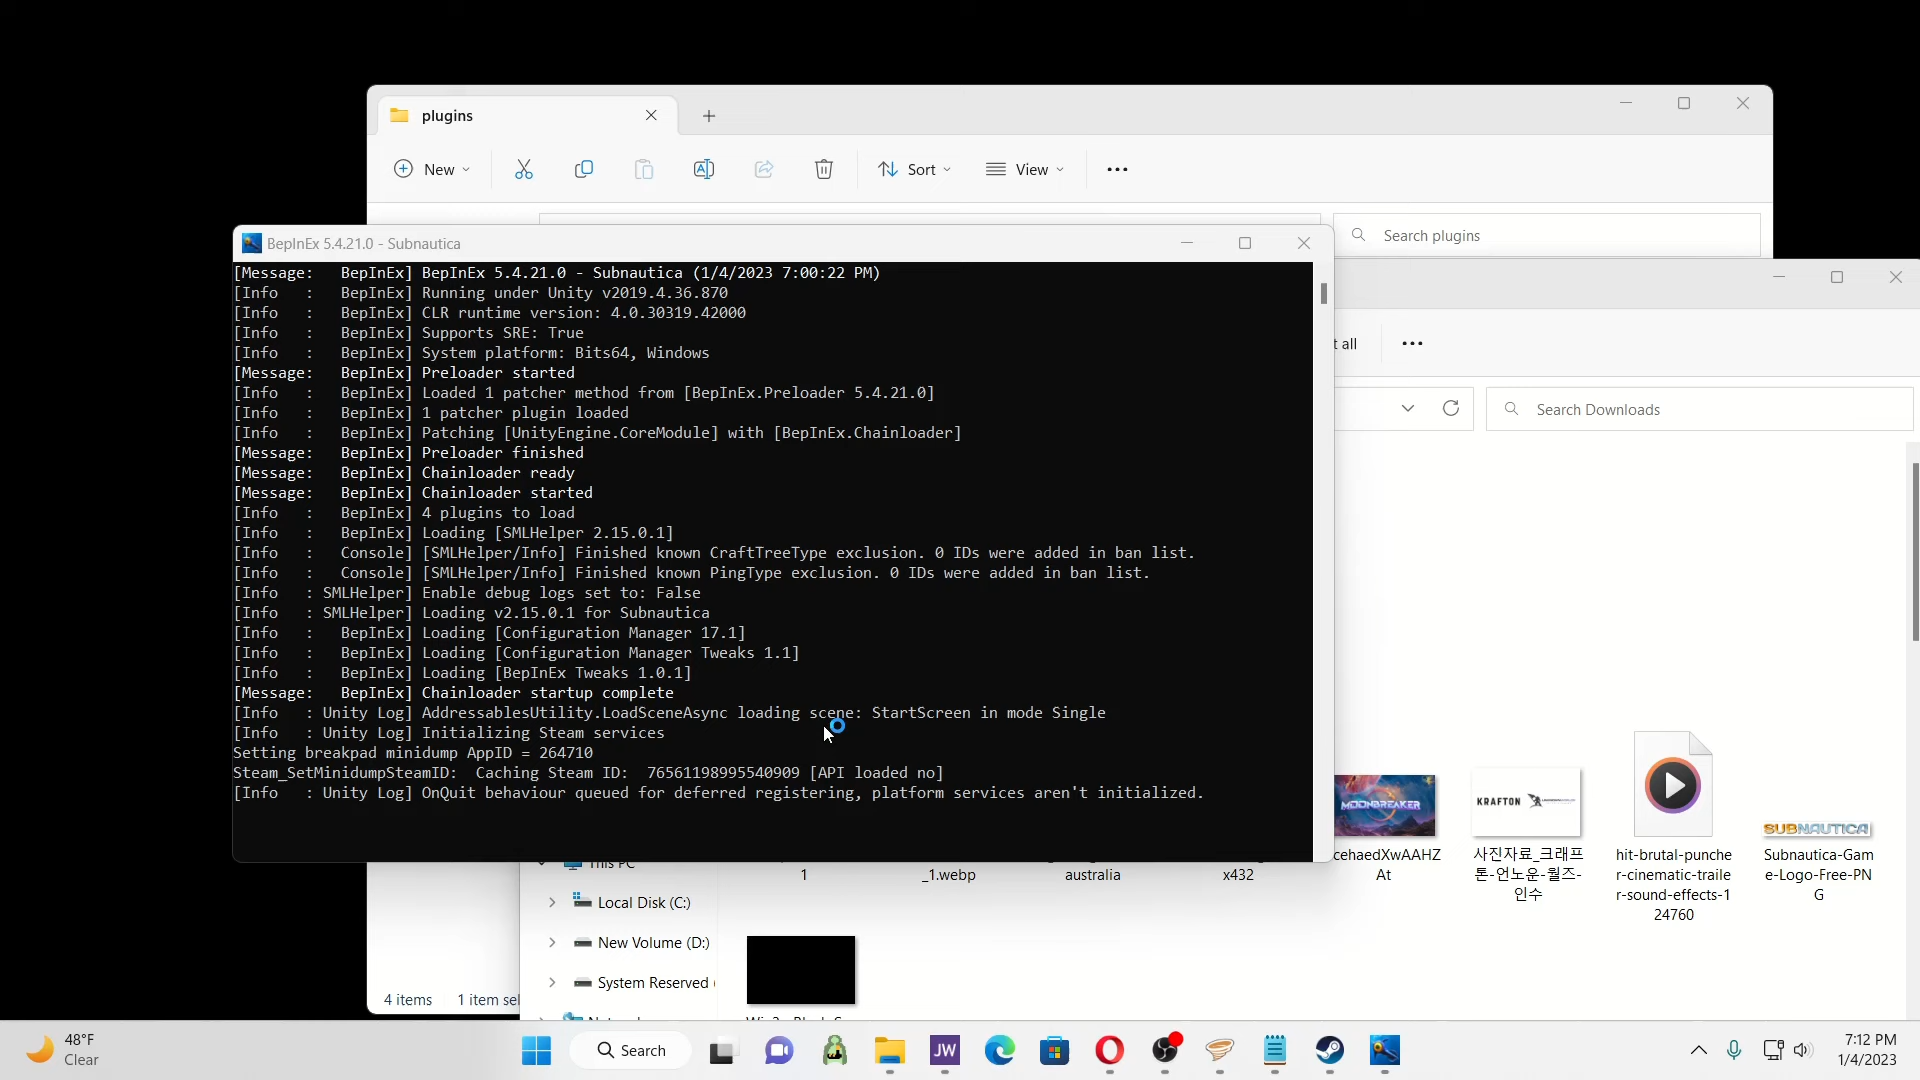 plugins
New
Sort
View
Search plugins
BepInEx 5.4.21.0 - Subnautica
[Message:   BepInEx] BepInEx 5.4.21.0 - Subnautica (1/4/2023 7:00:22 PM)
[Info   :   BepInEx] Running under Unity v2019.4.36.870
[Info   :   BepInEx] CLR runtime version: 4.0.30319.42000
[Info   :   BepInEx] Supports SRE: True
[Info   :   BepInEx] System platform: Bits64, Windows
[Message:   BepInEx] Preloader started
[Info   :   BepInEx] Loaded 1 patcher method from [BepInEx.Preloader 5.4.21.0]
[Info   :   BepInEx] 1 patcher plugin loaded
[Info   :   BepInEx] Patching [UnityEngine.CoreModule] with [BepInEx.Chainloader]
[Message:   BepInEx] Preloader finished
[Message:   BepInEx] Chainloader ready
[Message:   BepInEx] Chainloader started
[Info   :   BepInEx] 4 plugins to load
[Info   :   BepInEx] Loading [SMLHelper 2.15.0.1]
[Info   :   Console] [SMLHelper/Info] Finished known CraftTreeType exclusion. 0 IDs were added in ban list.
[Info   :   Console] [SMLHelper/Info] Finished known PingType exclusion. 0 IDs were added in ban list.
[Info   : SMLHelper] Enable debug logs set to: False
[Info   : SMLHelper] Loading v2.15.0.1 for Subnautica
[Info   :   BepInEx] Loading [Configuration Manager 17.1]
[Info   :   BepInEx] Loading [Configuration Manager Tweaks 1.1]
[Info   :   BepInEx] Loading [BepInEx Tweaks 1.0.1]
[Message:   BepInEx] Chainloader startup complete
[Info   : Unity Log] AddressablesUtility.LoadSceneAsync loading scene: StartScreen in mode Single
[Info   : Unity Log] Initializing Steam services
Setting breakpad minidump AppID = 264710
Steam_SetMinidumpSteamID:  Caching Steam ID:  76561198995540909 [API loaded no]
[Info   : Unity Log] OnQuit behaviour queued for deferred registering, platform services aren't initialized.
t all
Search Downloads
MOONBREAKER
KRAFTON
SUBNAUTICA
This PC
Local Disk (C:)
New Volume (D:)
System Reserved
1
_1.webp
australia
x432
cehaedXwAAHZ
At
사진자료_크래프
톤-언노운-월즈-
인수
hit-brutal-punche
r-cinematic-traile
r-sound-effects-1
24760
Subnautica-Gam
e-Logo-Free-PN
G
4 items
1 item sel
48°F
Clear
Search
JW
7:12 PM
1/4/2023